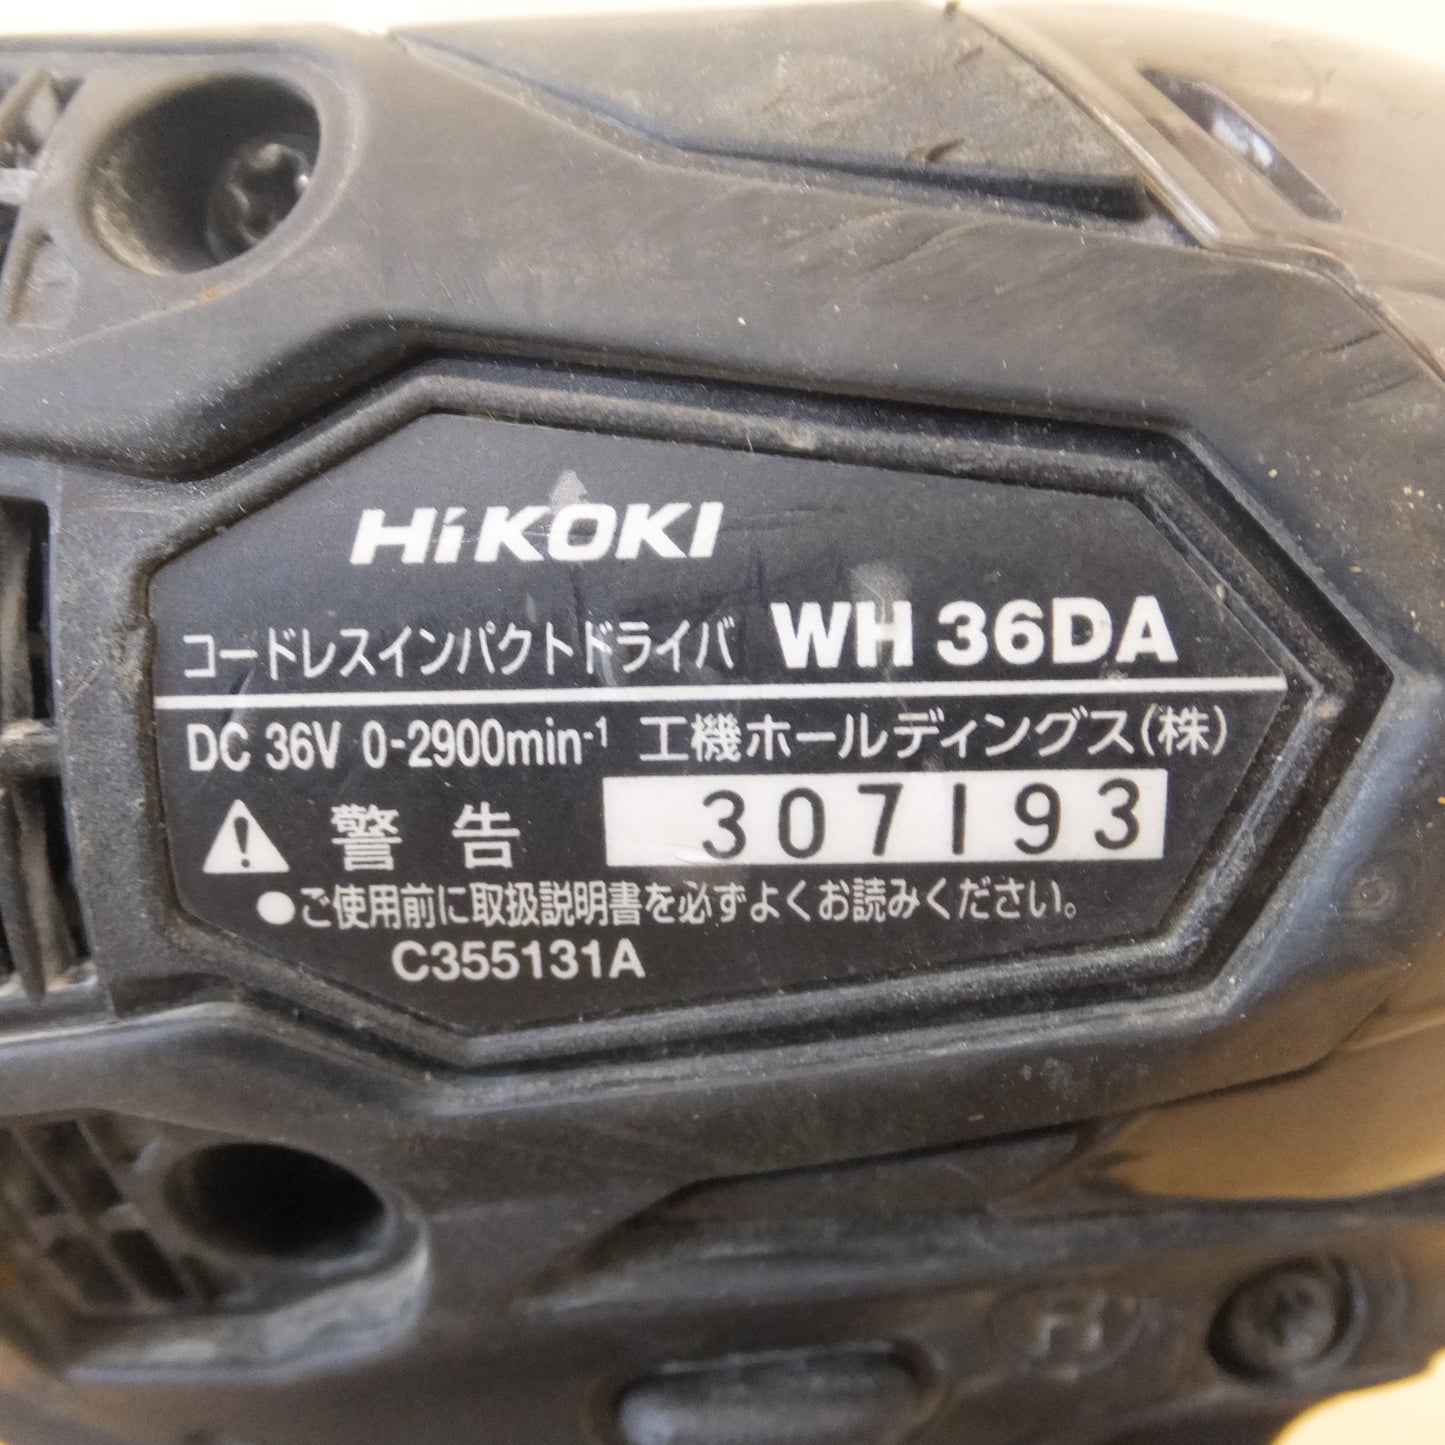 HiKOKI
コードレスインパクトドライバ WH 36DA
DC 36V 0-2900min-1 工機ホールディングス(株)
307193
警告
●ご使用前に取扱説明書を必ずよくお読みください。
C355131A